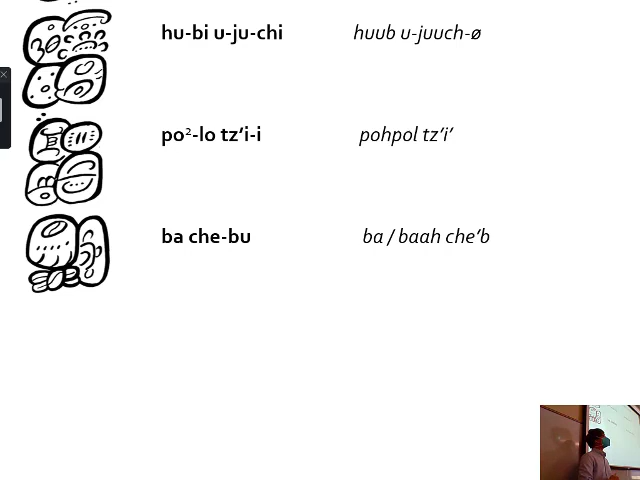 hu-bi u-ju-chi huub u-juuch-ø
po²-lo tz’i-i pohpol tz’i’
ba che-bu ba / baah che’b